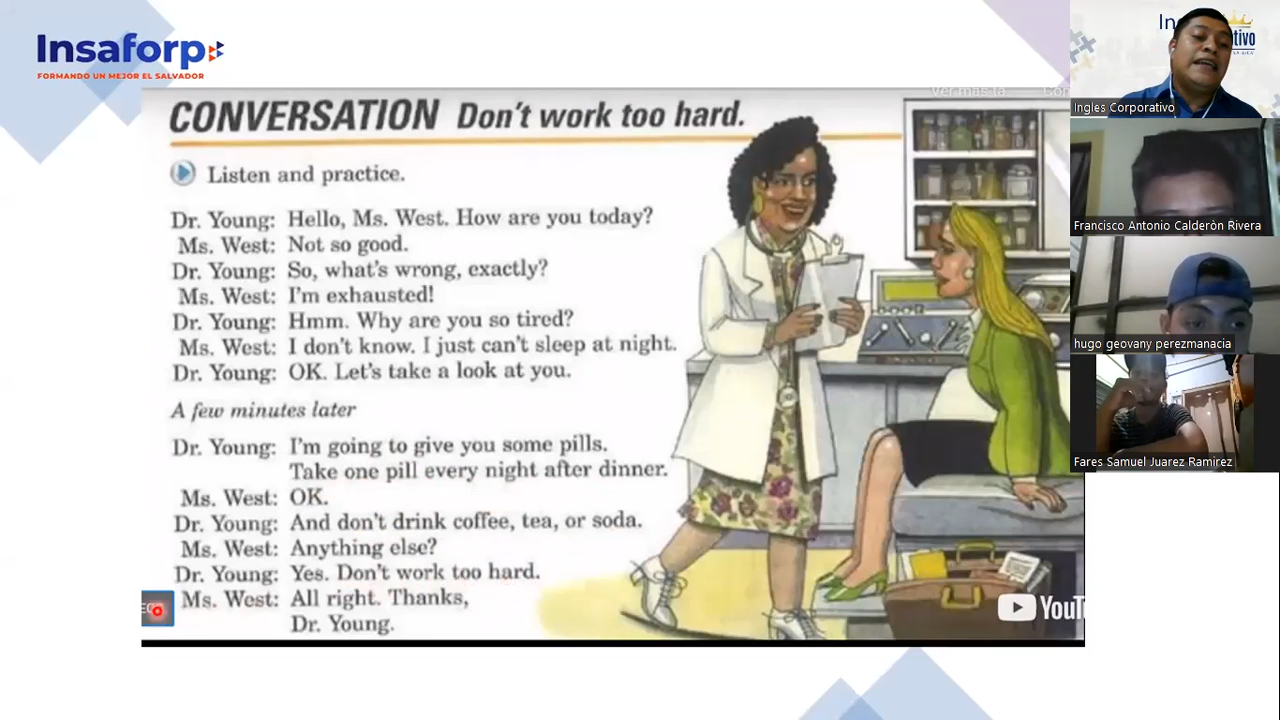 Insaforp
FORMANDO UN MEJOR EL SALVADOR
CONVERSATION Don't work too hard.
Listen and practice.
Dr. Young: Hello, Ms. West. How are you today?
Ms. West: Not so good.
Dr. Young: So, what's wrong, exactly?
Ms. West: I'm exhausted!
Dr. Young: Hmm. Why are you so tired?
Ms. West: I don't know. I just can't sleep at night.
Dr. Young: OK. Let's take a look at you.
A few minutes later
Dr. Young: I'm going to give you some pills.
Take one pill every night after dinner.
Ms. West: OK.
Dr. Young: And don't drink coffee, tea, or soda.
Ms. West: Anything else?
Dr. Young: Yes. Don't work too hard.
Ms. West: All right. Thanks,
Dr. Young.
Ingles Corporativo
Francisco Antonio Calderòn Rivera
hugo geovany perezmanacia
Fares Samuel Juarez Ramirez